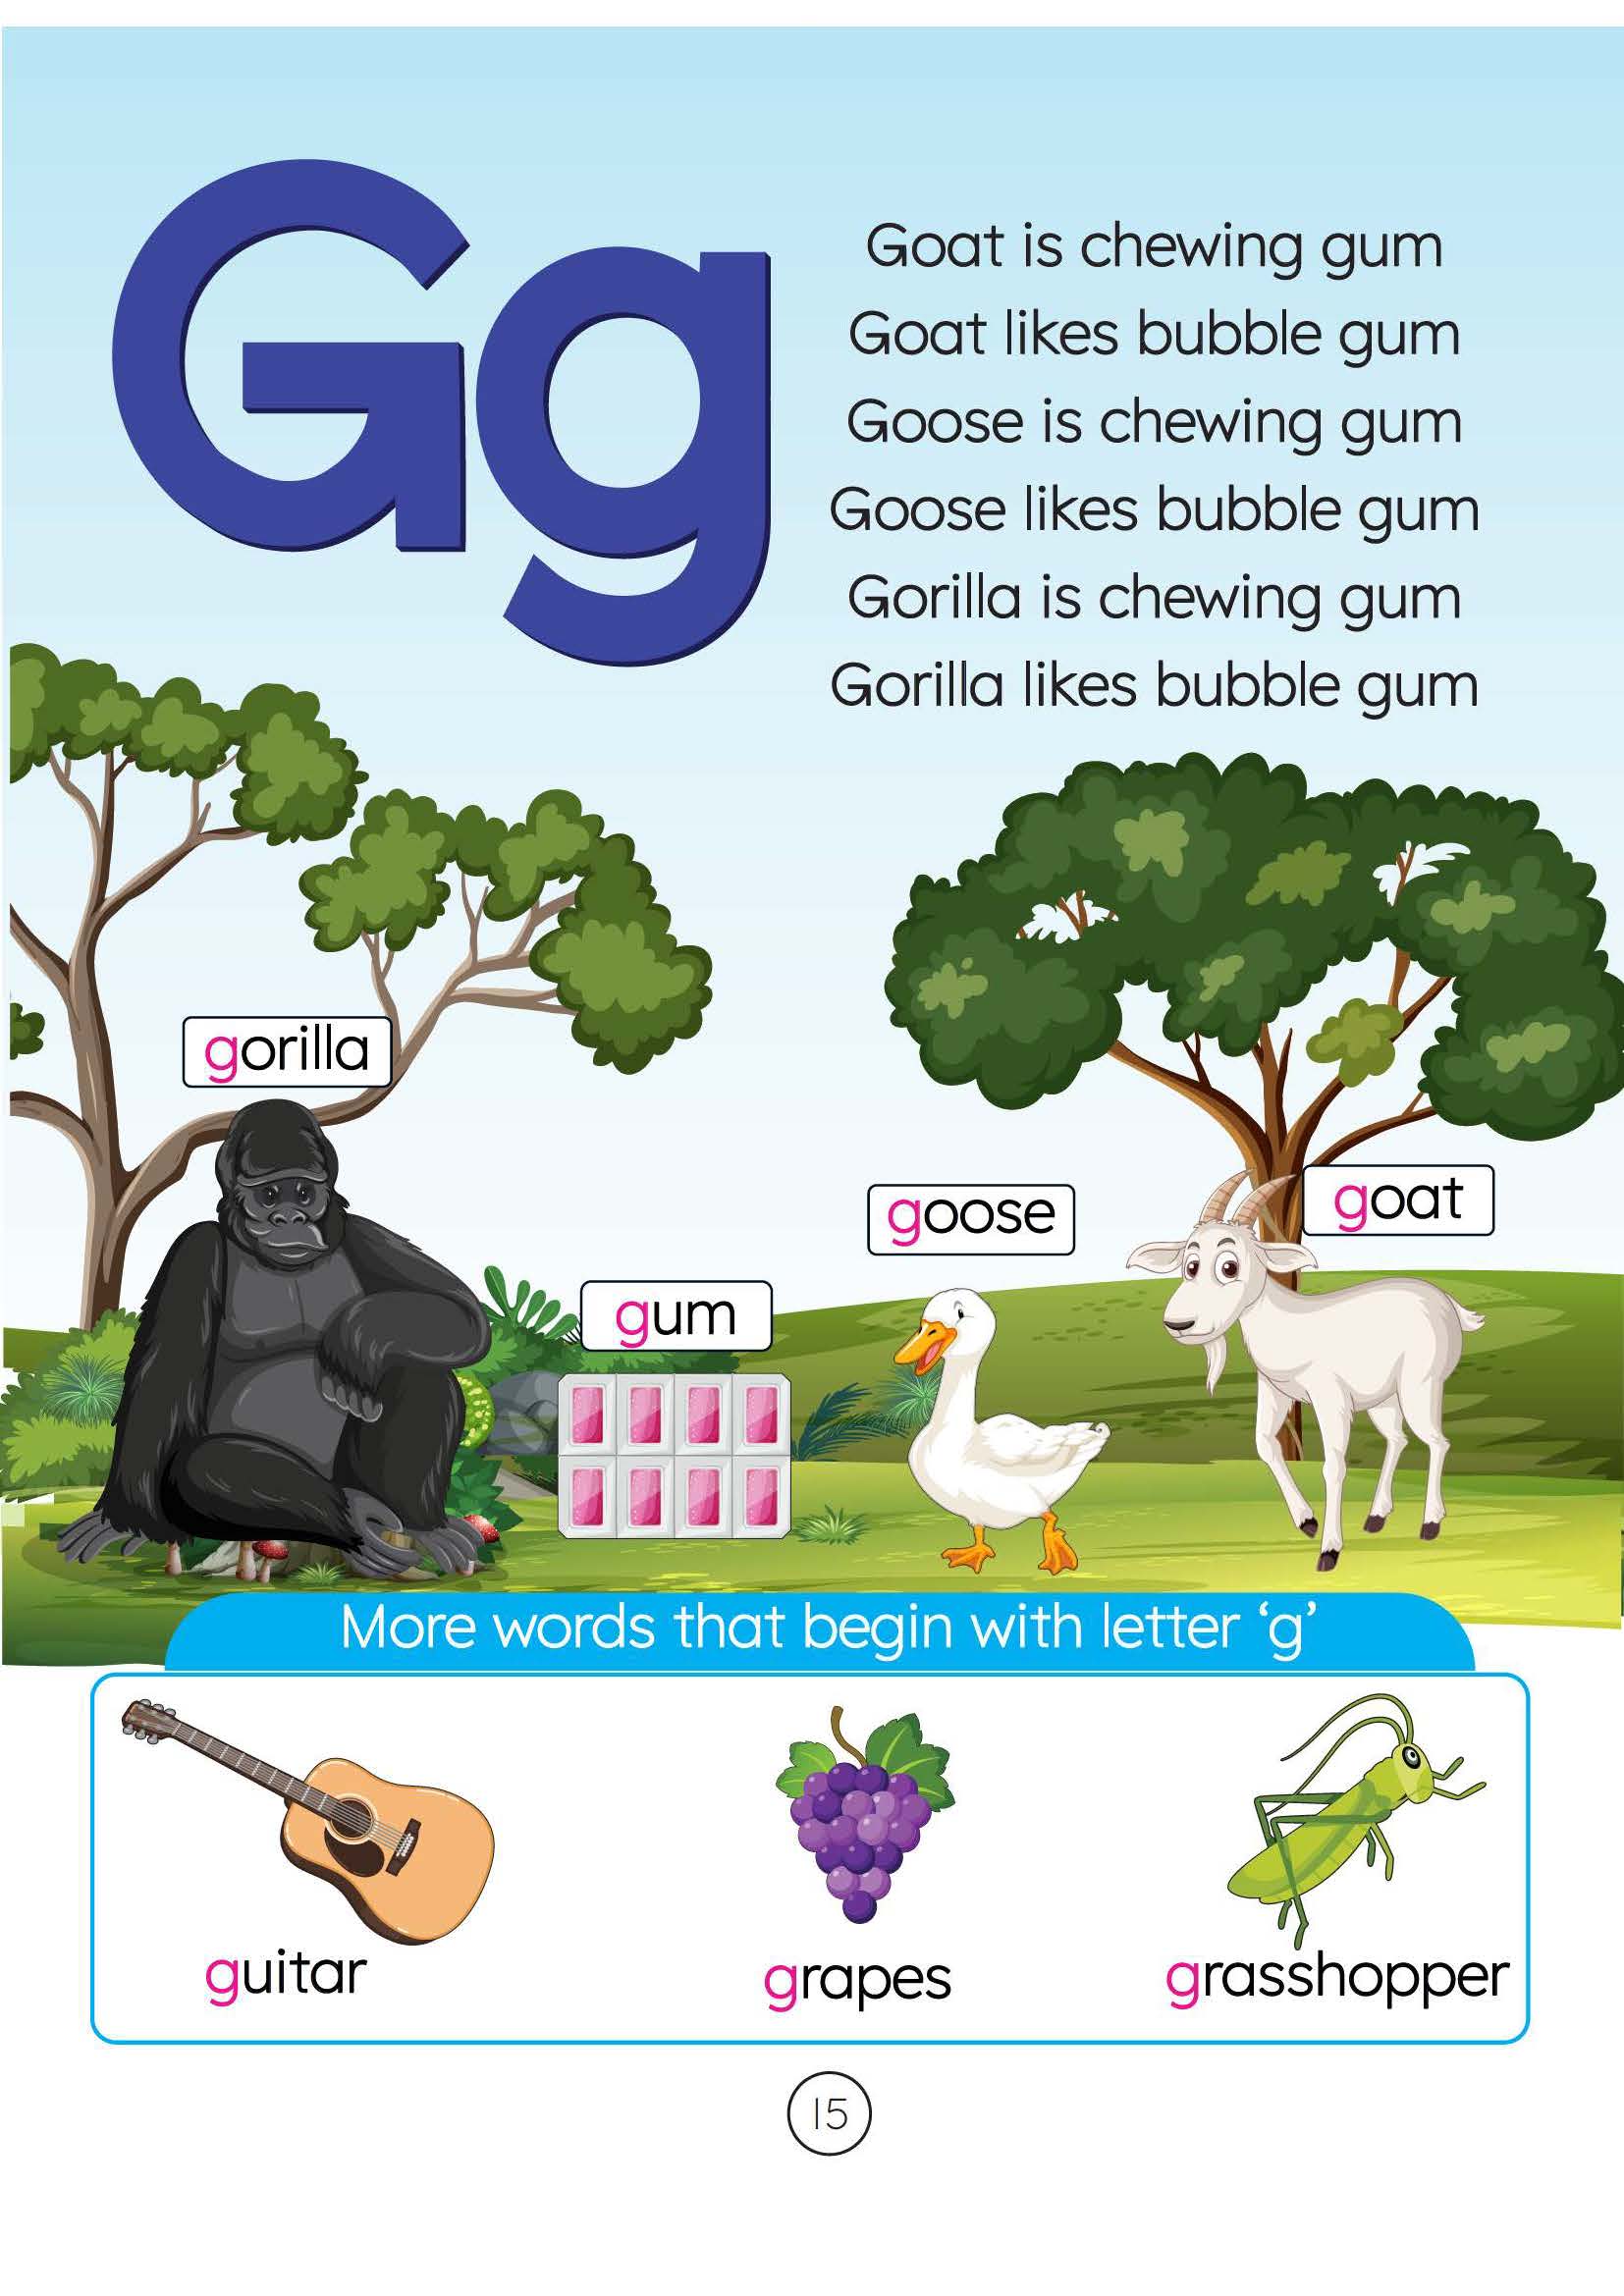 Gg
Goat is chewing gum
Goat likes bubble gum
Goose is chewing gum
Goose likes bubble gum
Gorilla is chewing gum
Gorilla likes bubble gum
gorilla
goat
goose
gum
More words that begin with letter ‘g’
guitar
grapes
grasshopper
15